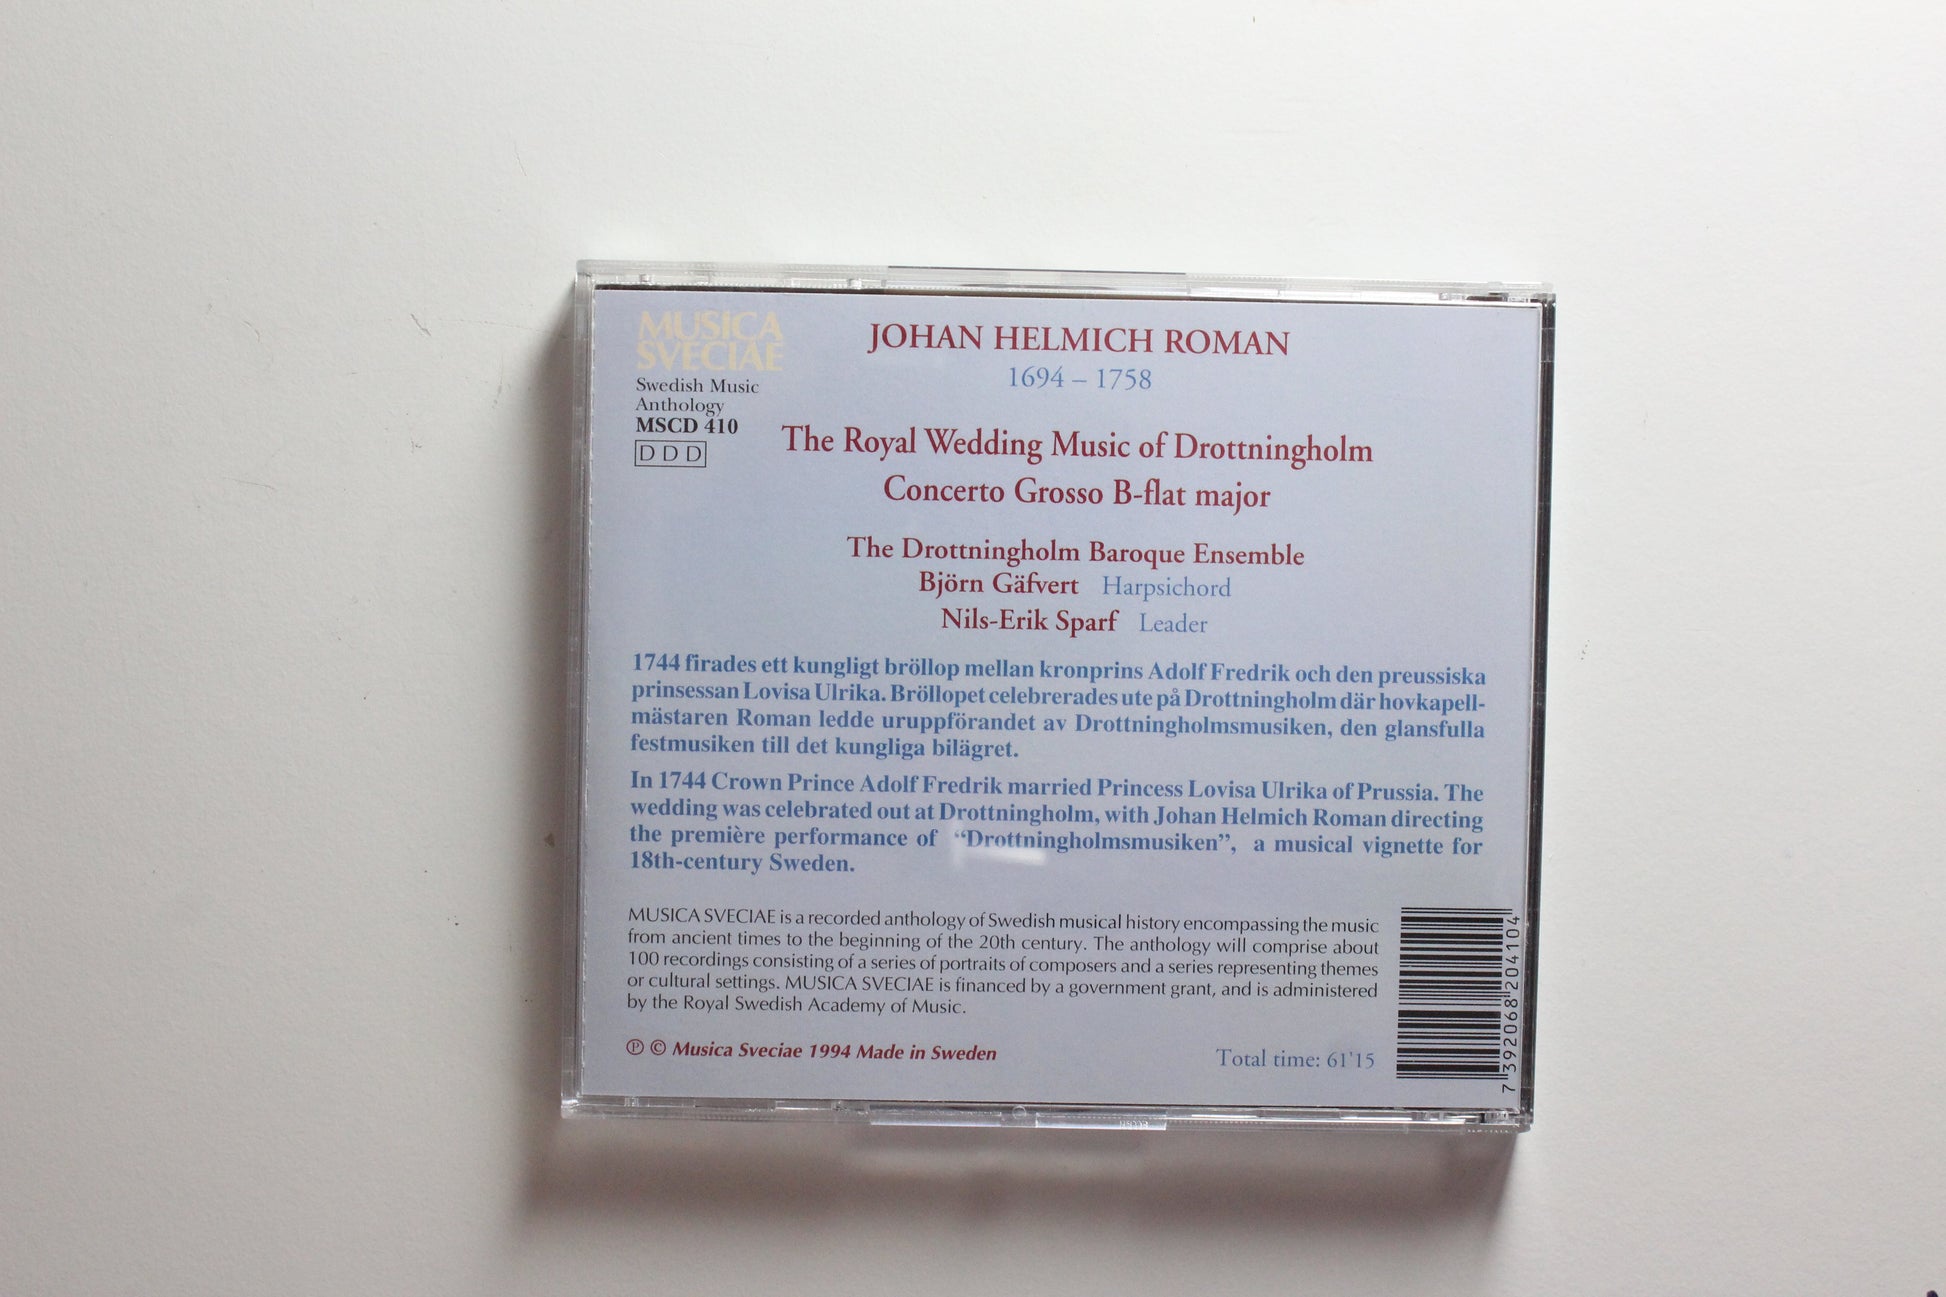 MUSICA
SVECIAE
Swedish Music
Anthology
MSCD 410
DDD
JOHAN HELMICH ROMAN
1694 – 1758
The Royal Wedding Music of Drottningholm
Concerto Grosso B-flat major
The Drottningholm Baroque Ensemble
Björn Gäfvert Harpsichord
Nils-Erik Sparf Leader
1744 firades ett kungligt bröllop mellan kronprins Adolf Fredrik och den preussiska
prinsessan Lovisa Ulrika. Bröllopet celebrerades ute på Drottningholm där hovkapell-
mästaren Roman ledde uruppförandet av Drottningholmsmusiken, den glansfulla
festmusiken till det kungliga bilägret.
In 1744 Crown Prince Adolf Fredrik married Princess Lovisa Ulrika of Prussia. The
wedding was celebrated out at Drottningholm, with Johan Helmich Roman directing
the première performance of “Drottningholmsmusiken”, a musical vignette for
18th-century Sweden.
MUSICA SVECIAE is a recorded anthology of Swedish musical history encompassing the music
from ancient times to the beginning of the 20th century. The anthology will comprise about
100 recordings consisting of a series of portraits of composers and a series representing themes
or cultural settings. MUSICA SVECIAE is financed by a government grant, and is administered
by the Royal Swedish Academy of Music.
℗ © Musica Sveciae 1994 Made in Sweden
Total time: 61'15
7 392068 204104